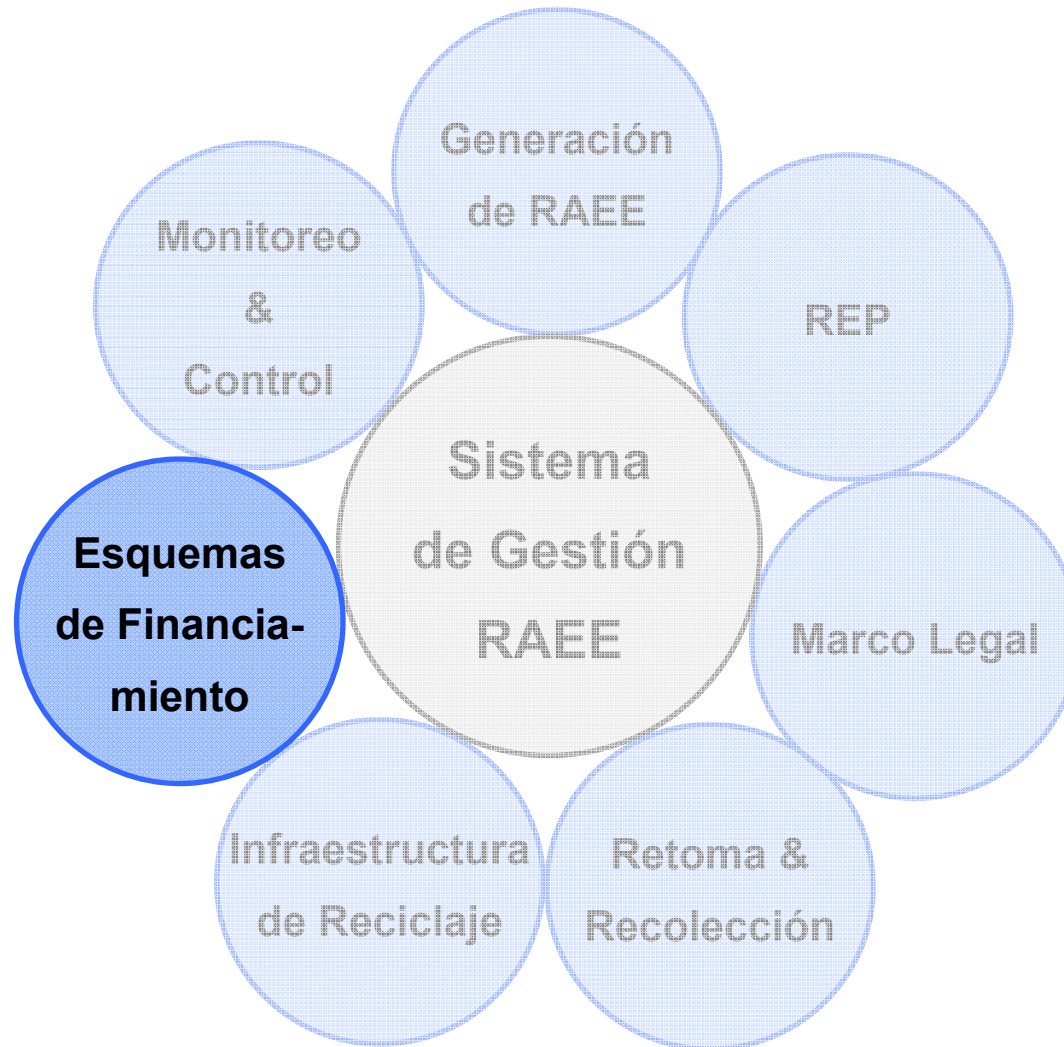 Generación
de RAEE
Monitoreo
&
Control
REP
Sistema
de Gestión
RAEE
Esquemas
de Financia-
miento
Marco Legal
Infraestructura
de Reciclaje
Retoma &
Recolección